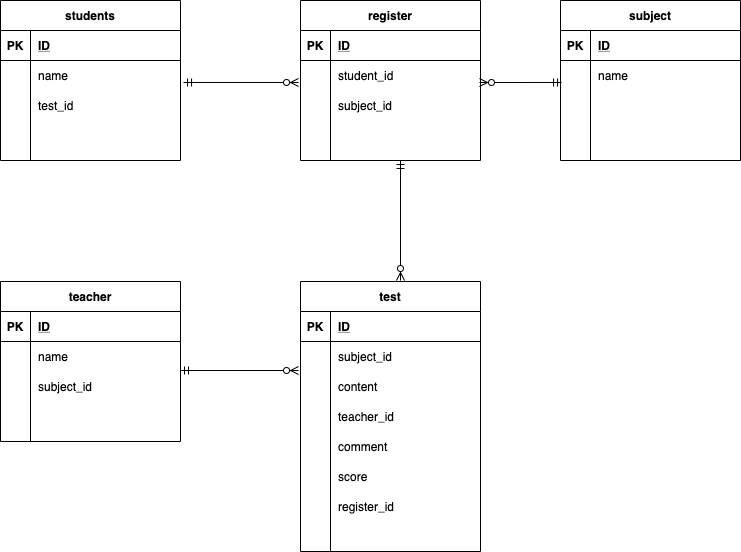 students
PK ID
name
test_id
register
PK ID
student_id
subject_id
subject
PK ID
name
teacher
PK ID
name
subject_id
test
PK ID
subject_id
content
teacher_id
comment
score
register_id